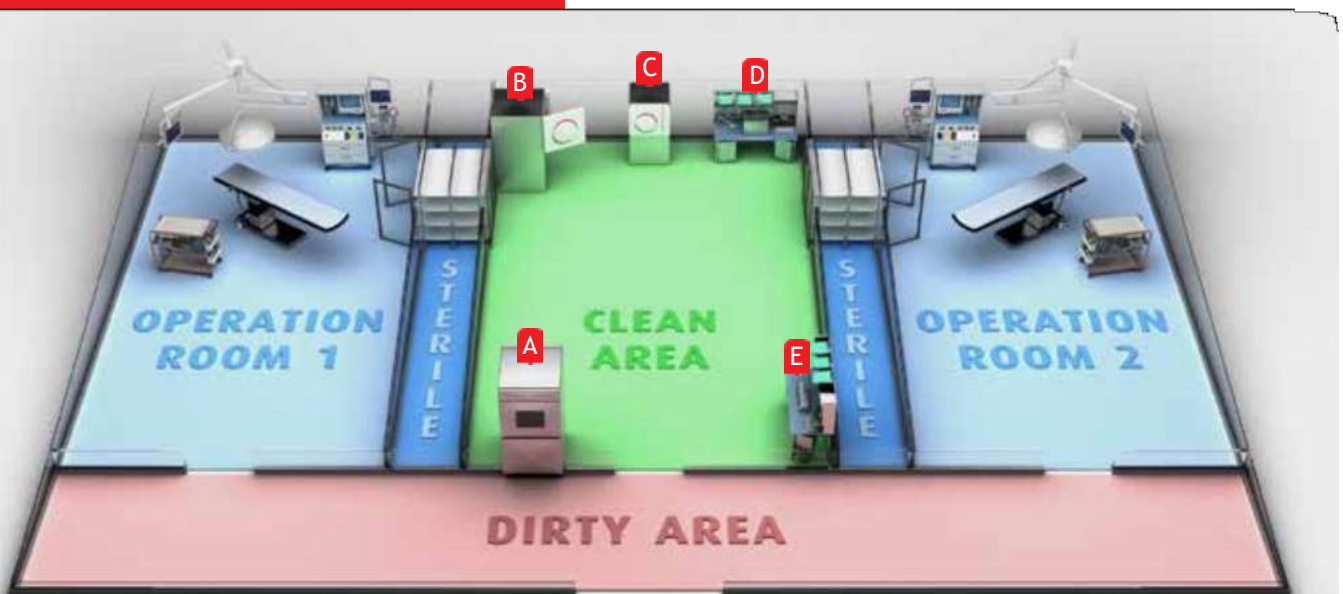 B
C
D
A
E
OPERATION
ROOM 1
STERILE
CLEAN
AREA
STERILE
OPERATION
ROOM 2
DIRTY AREA